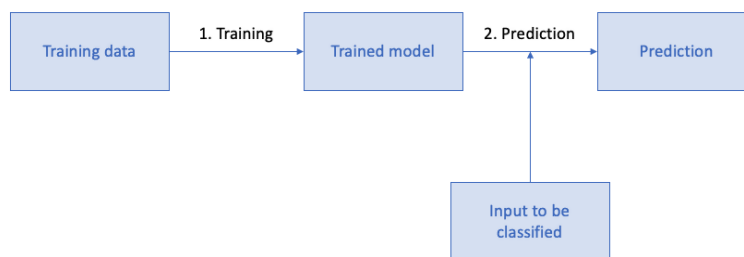 1. Training
2. Prediction
Training data
Trained model
Prediction
Input to be
classified